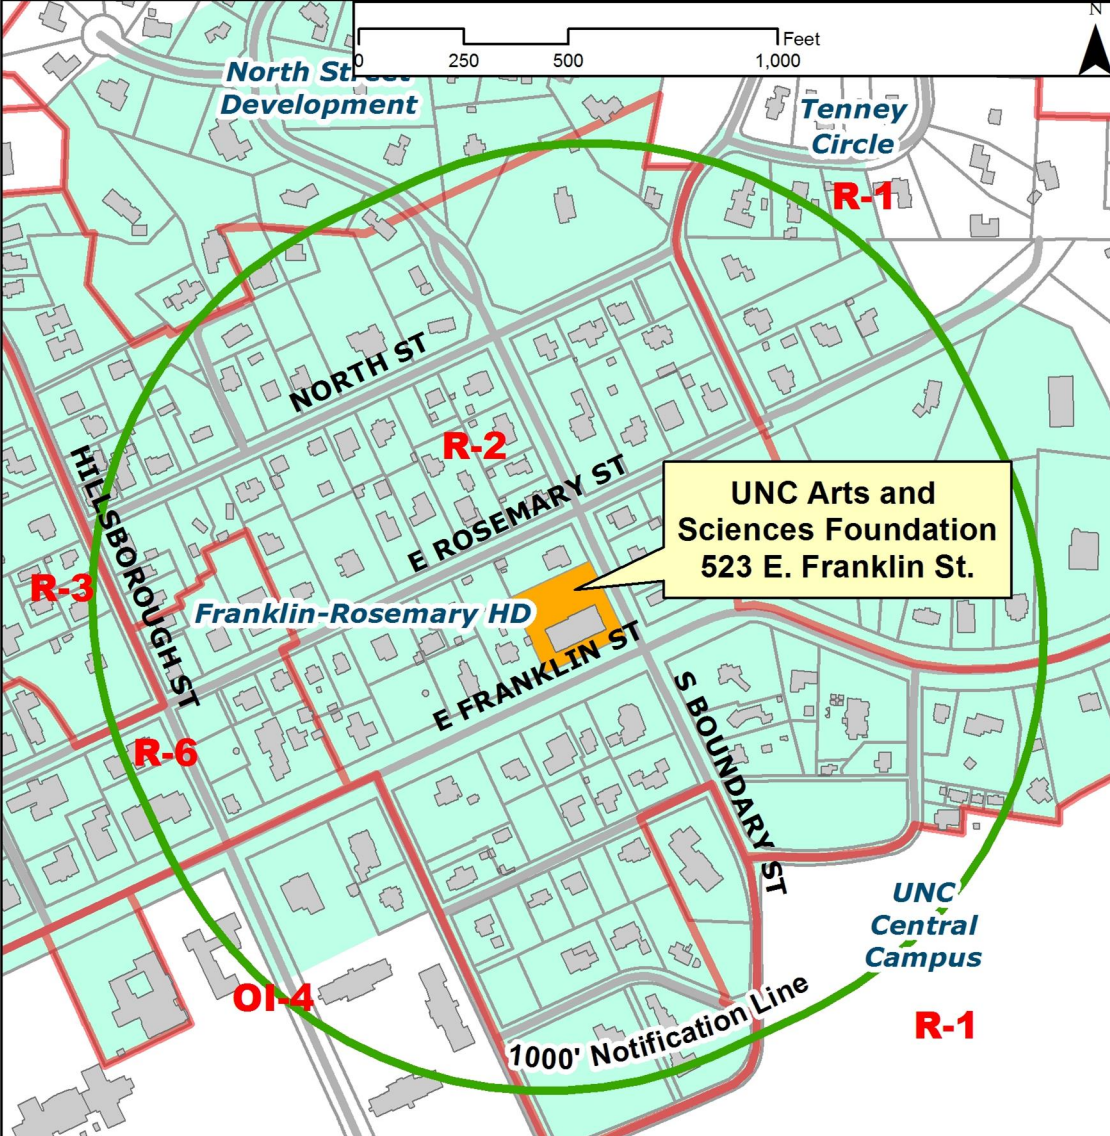 N
Feet
0 250 500 1,000
North Street
Development
Tenney
Circle
R-1
NORTH ST
R-2
HILLSBOROUGH ST
E ROSEMARY ST
UNC Arts and
Sciences Foundation
523 E. Franklin St.
R-3
Franklin-Rosemary HD
E FRANKLIN ST
S BOUNDARY ST
R-6
UNC
Central
Campus
OI-4
1000' Notification Line
R-1